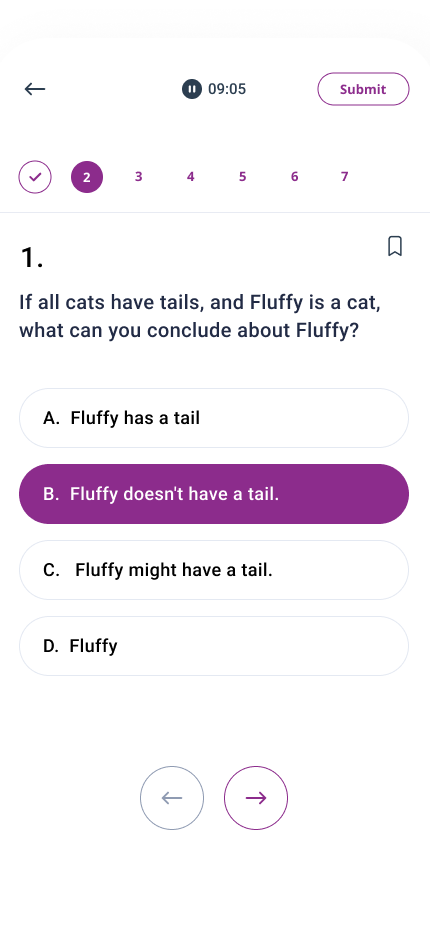 09:05
Submit
2 3 4 5 6 7
1.
If all cats have tails, and Fluffy is a cat,
what can you conclude about Fluffy?
A. Fluffy has a tail
B. Fluffy doesn't have a tail.
C. Fluffy might have a tail.
D. Fluffy